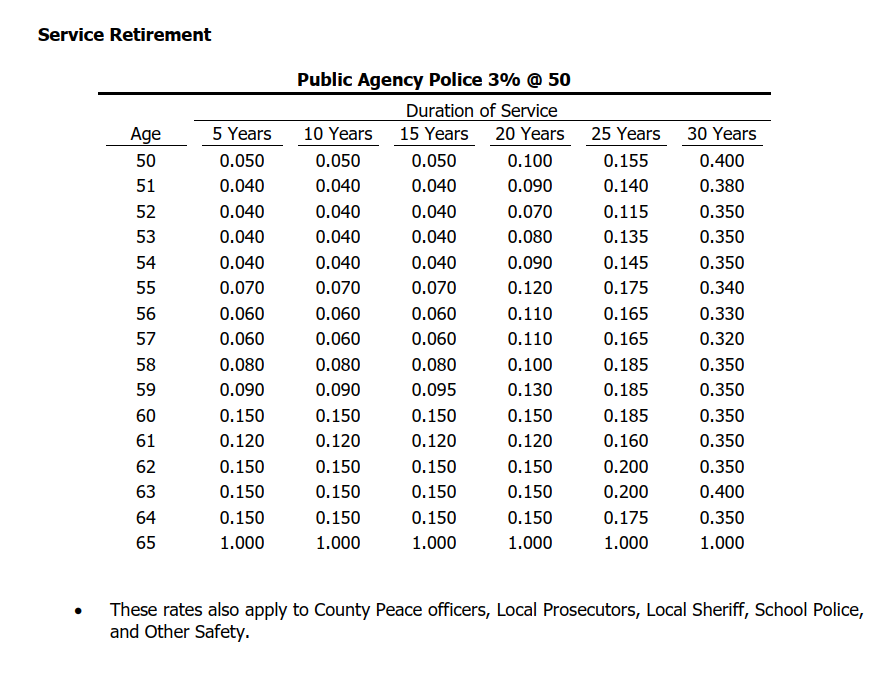 Service Retirement
Public Agency Police 3% @ 50
Duration of Service
Age 5 Years 10 Years 15 Years 20 Years 25 Years 30 Years
50 0.050 0.050 0.050 0.100 0.155 0.400
51 0.040 0.040 0.040 0.090 0.140 0.380
52 0.040 0.040 0.040 0.070 0.115 0.350
53 0.040 0.040 0.040 0.080 0.135 0.350
54 0.040 0.040 0.040 0.090 0.145 0.350
55 0.070 0.070 0.070 0.120 0.175 0.340
56 0.060 0.060 0.060 0.110 0.165 0.330
57 0.060 0.060 0.060 0.110 0.165 0.320
58 0.080 0.080 0.080 0.100 0.185 0.350
59 0.090 0.090 0.095 0.130 0.185 0.350
60 0.150 0.150 0.150 0.150 0.185 0.350
61 0.120 0.120 0.120 0.120 0.160 0.350
62 0.150 0.150 0.150 0.150 0.200 0.350
63 0.150 0.150 0.150 0.150 0.200 0.400
64 0.150 0.150 0.150 0.150 0.175 0.350
65 1.000 1.000 1.000 1.000 1.000 1.000
• These rates also apply to County Peace officers, Local Prosecutors, Local Sheriff, School Police,
and Other Safety.